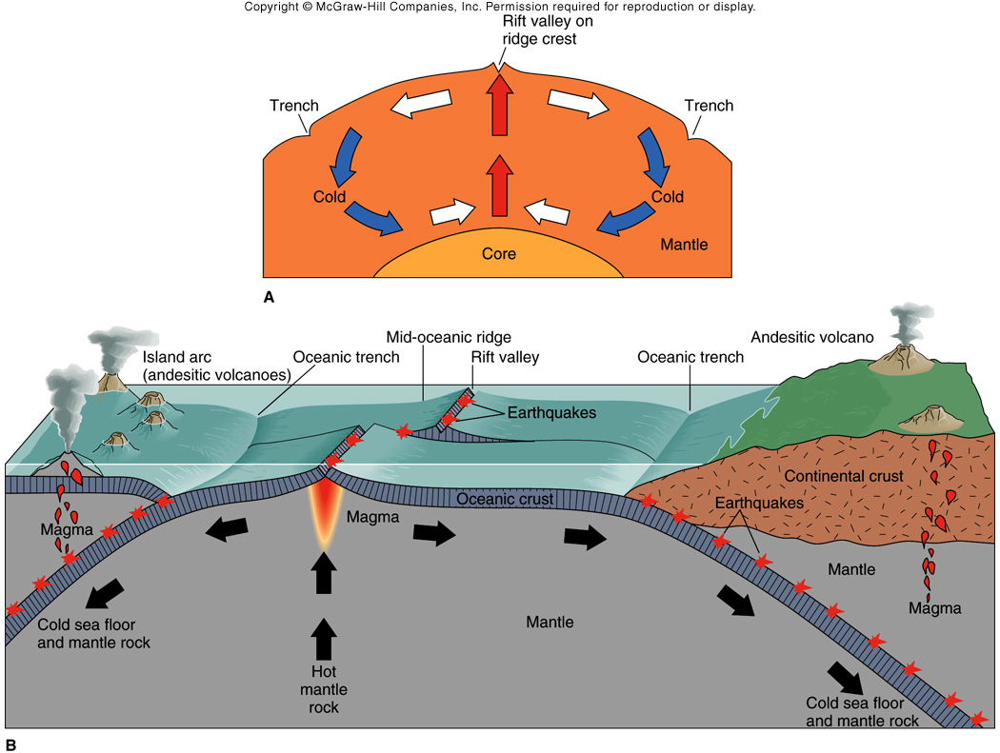 Copyright © McGraw-Hill Companies, Inc. Permission required for reproduction or display.
Rift valley on
ridge crest
Trench
Trench
Cold
Cold
Mantle
Core
A
Mid-oceanic ridge
Andesitic volcano
Island arc
(andesitic volcanoes)
Oceanic trench
Rift valley
Oceanic trench
Earthquakes
Continental crust
Oceanic crust
Earthquakes
Magma
Magma
Mantle
Magma
Cold sea floor
and mantle rock
Mantle
Hot
mantle
rock
Cold sea floor
and mantle rock
B